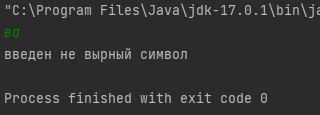 "C:\Program Files\Java\jdk-17.0.1\bin\ja
во
введен не вырный символ
Process finished with exit code 0